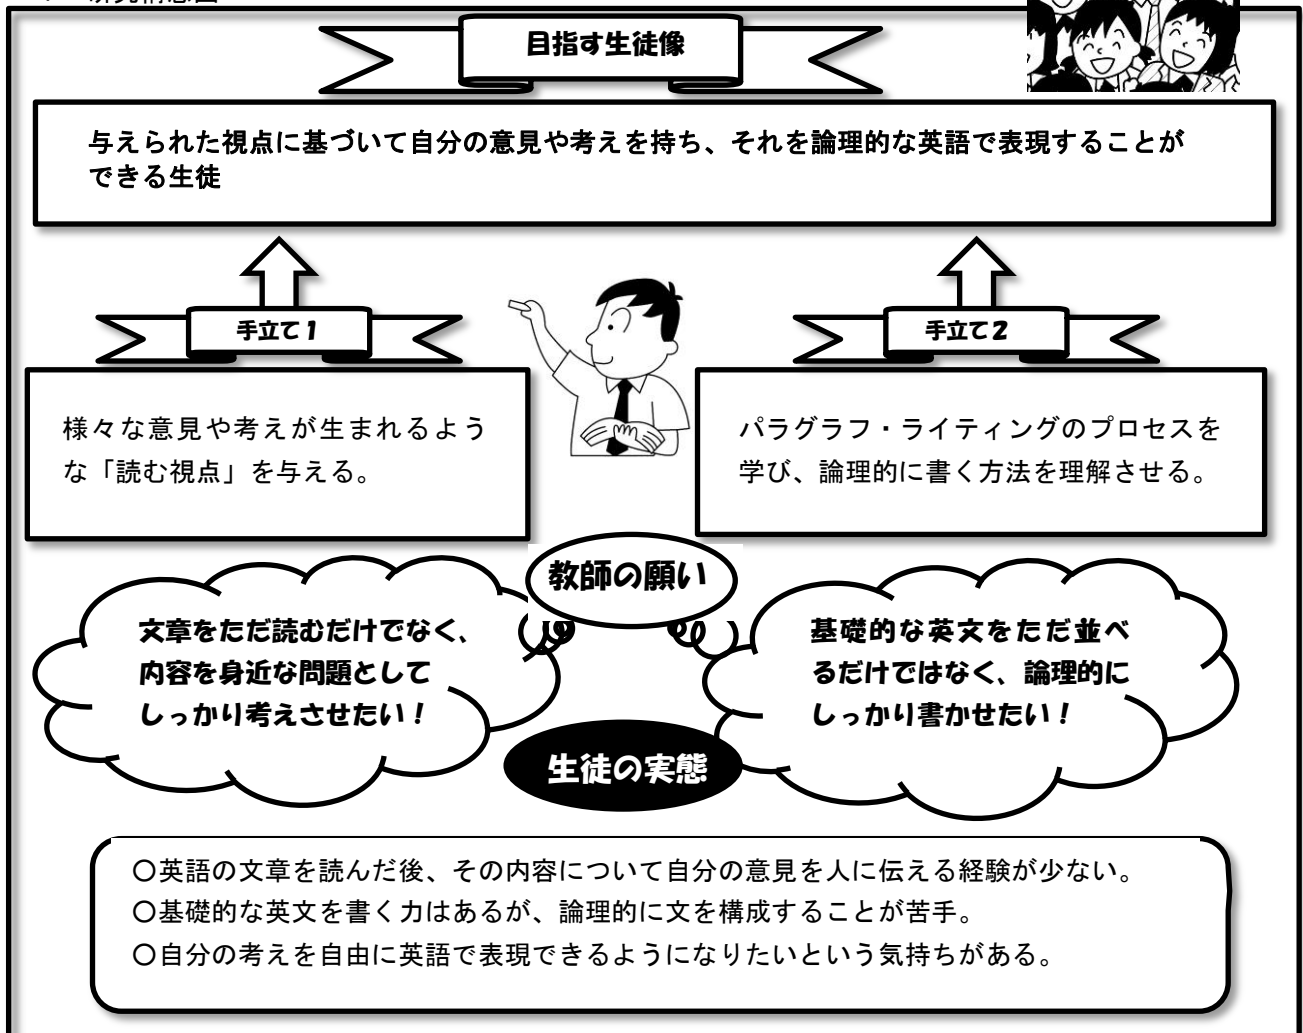 目指す生徒像
与えられた視点に基づいて自分の意見や考えを持ち、それを論理的な英語で表現することが
できる生徒
手立て1
様々な意見や考えが生まれるよう
な「読む視点」を与える。
手立て2
パラグラフ・ライティングのプロセスを
学び、論理的に書く方法を理解させる。
教師の願い
文章をただ読むだけでなく、
内容を身近な問題として
しっかり考えさせたい!
基礎的な英文をただ並べ
るだけではなく、論理的に
しっかり書かせたい!
生徒の実態
○英語の文章を読んだ後、その内容について自分の意見を人に伝える経験が少ない。
○基礎的な英文を書く力はあるが、論理的に文を構成することが苦手。
○自分の考えを自由に英語で表現できるようになりたいという気持ちがある。